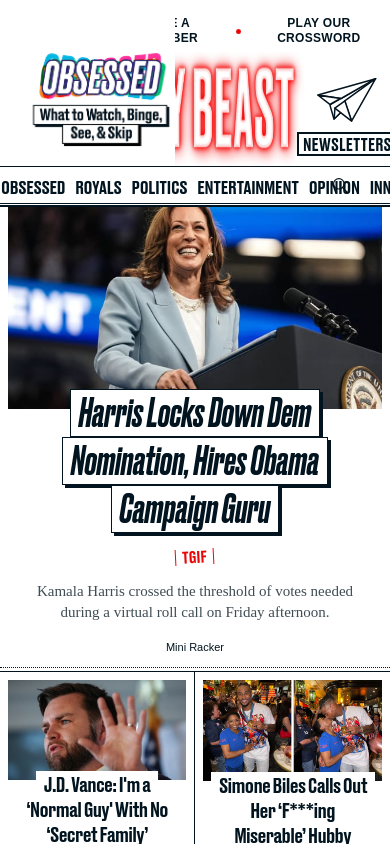 E A
BER
PLAY OUR
CROSSWORD
OBSESSED
What to Watch, Binge,
See, & Skip
Y BEAST
NEWSLETTERS
OBSESSED ROYALS POLITICS ENTERTAINMENT OPINION INN
ENT
Harris Locks Down Dem
Nomination, Hires Obama
Campaign Guru
TGIF
Kamala Harris crossed the threshold of votes needed
during a virtual roll call on Friday afternoon.
Mini Racker
J.D. Vance: I'm a
‘Normal Guy' With No
‘Secret Family’
Simone Biles Calls Out
Her ‘F***ing
Miserable’ Hubby